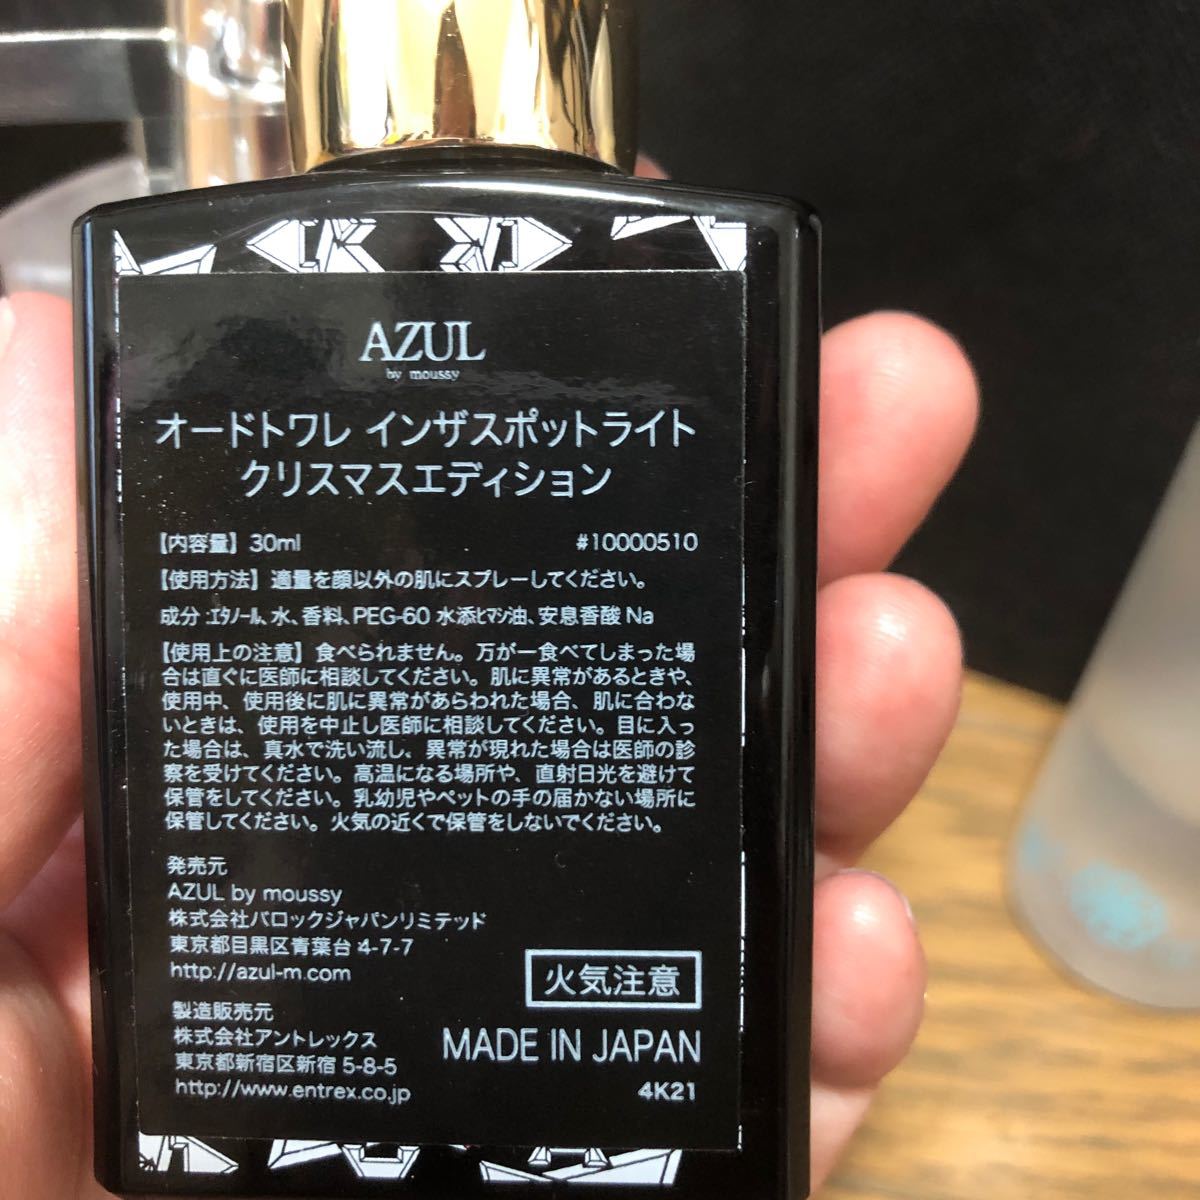 AZUL
by moussy
オードトワレ インザスポットライト
クリスマスエディション
【内容量】 30ml #10000510
【使用方法】適量を顔以外の肌にスプレーしてください。
成分:エタノール、水、香料、PEG-60 水添ヒマシ油、安息香酸 Na
【使用上の注意】食べられません。万が一食べてしまった場
合は直ぐに医師に相談してください。肌に異常があるときや、
使用中、使用後に肌に異常があらわれた場合、肌に合わな
いときは、使用を中止し医師に相談してください。目に入っ
た場合は、真水で洗い流し、異常が現れた場合は医師の診
察を受けてください。高温になる場所や、直射日光を避けて
保管をしてください。乳幼児やペットの手の届かない場所に
保管してください。火気の近くで保管をしないでください。
発売元
AZUL by moussy
株式会社バロックジャパンリミテッド
東京都目黒区青葉台 4-7-7
http://azul-m.com
火気注意
製造販売元
株式会社アントレックス
東京都新宿区新宿 5-8-5
http://www.entrex.co.jp
MADE IN JAPAN
4K21